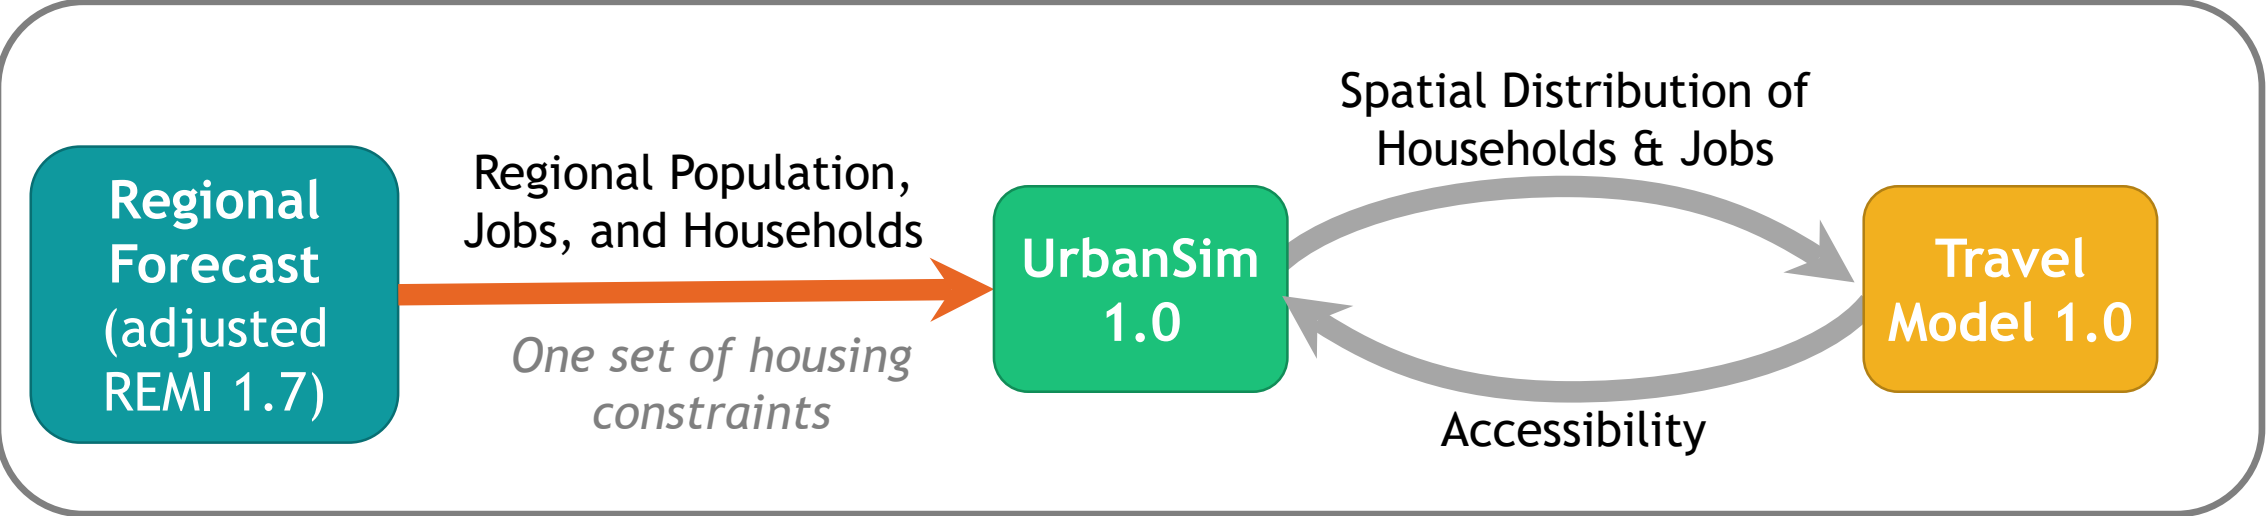 Regional
Forecast
(adjusted
REMI 1.7)
Regional Population,
Jobs, and Households
One set of housing
constraints
UrbanSim
1.0
Spatial Distribution of
Households & Jobs
Accessibility
Travel
Model 1.0